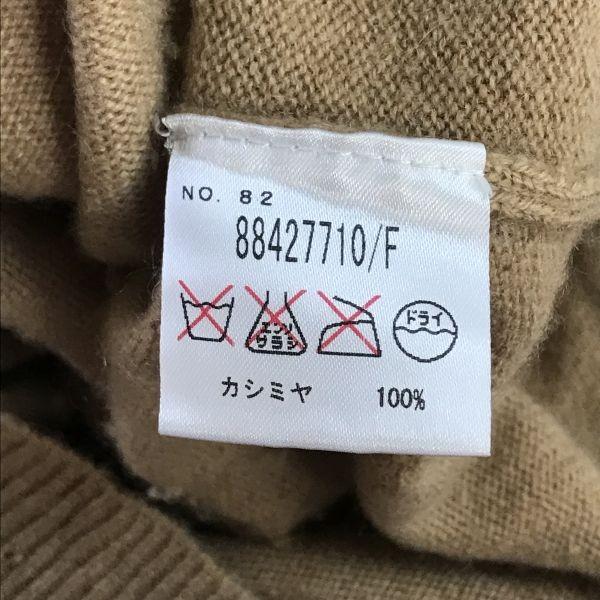 NO. 82
88427710/F
エンソ
サラシ
ドライ
カシミヤ 100%